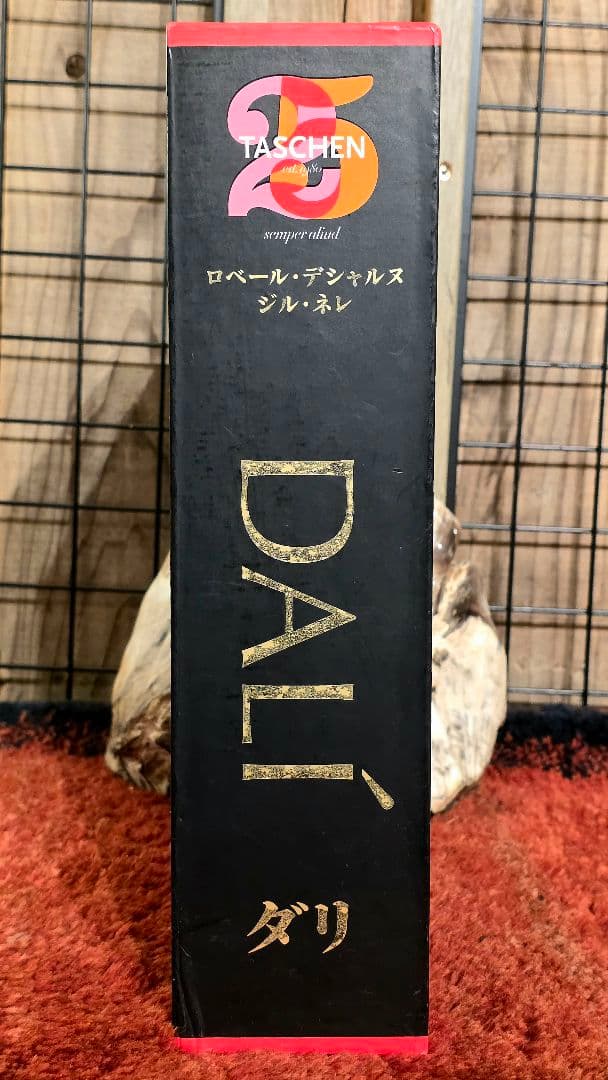 25
TASCHEN
est. 1980
semper aliud
ロベール・デシャルヌ
ジル・ネレ
DALÍ
ダリ